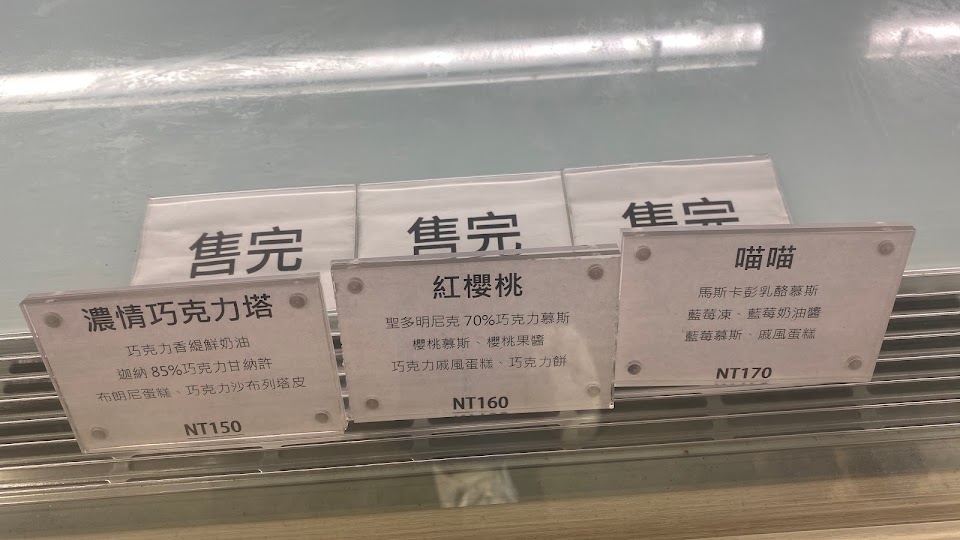 售完
售完
售完
濃情巧克力塔
巧克力香緹鮮奶油
迦納 85%巧克力甘納許
布朗尼蛋糕、巧克力沙布列塔皮
NT150
紅櫻桃
聖多明尼克 70%巧克力慕斯
櫻桃慕斯、櫻桃果醬
巧克力戚風蛋糕、巧克力餅
NT160
喵喵
馬斯卡彭乳酪慕斯
藍莓凍、藍莓奶油醬
藍莓慕斯、戚風蛋糕
NT170